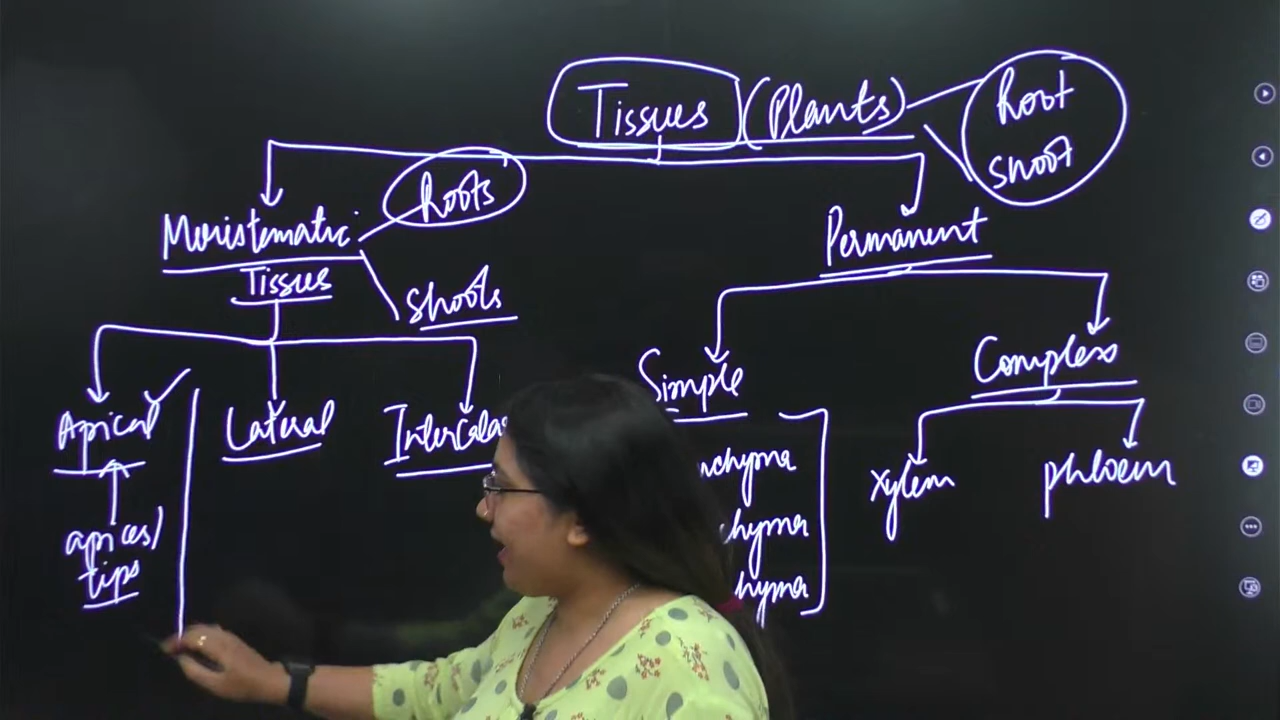 Tissues (Plants)
Root
Shoot
Roots
Meristematic
Tissues
Shoots
Permanent
Simple
Complex
Apical
Lateral
xylem
phloem
apices/
tips